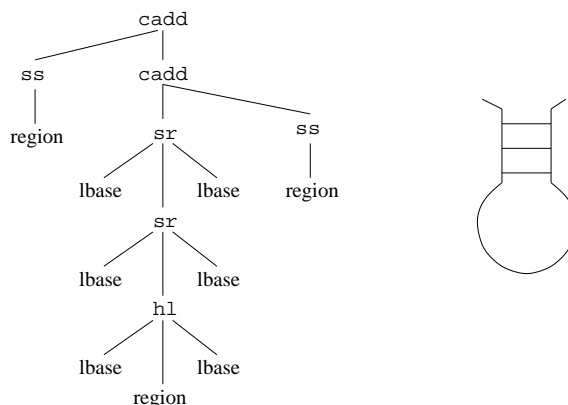 cadd
ss cadd
region sr ss
lbase lbase region
sr
lbase lbase
hl
lbase lbase
region